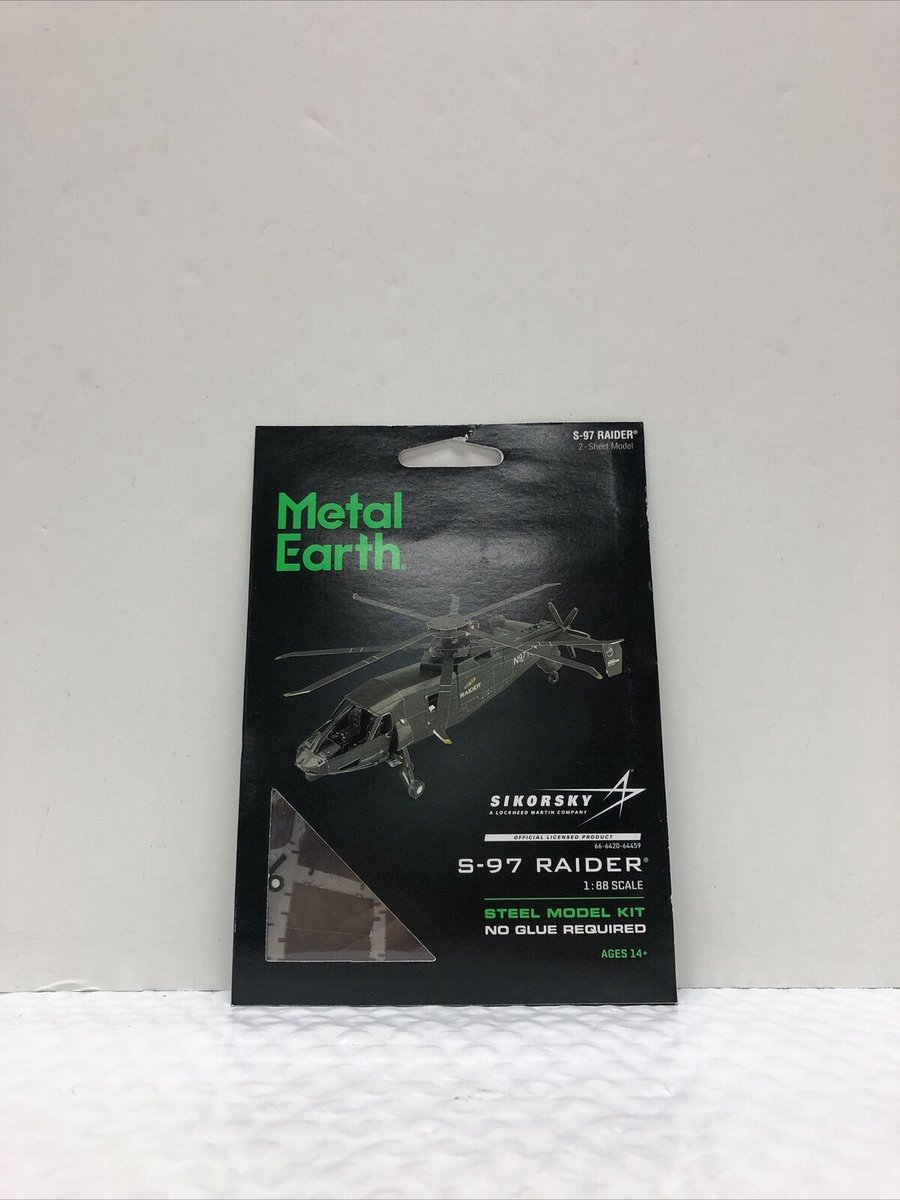 S-97 RAIDER®
2-Sheet Model
Metal
Earth.
RAIDER
SIKORSKY
A LOCKHEED MARTIN COMPANY
OFFICIAL LICENSED PRODUCT
66-6420-64459
S-97 RAIDER®
1:88 SCALE
STEEL MODEL KIT
NO GLUE REQUIRED
AGES 14+